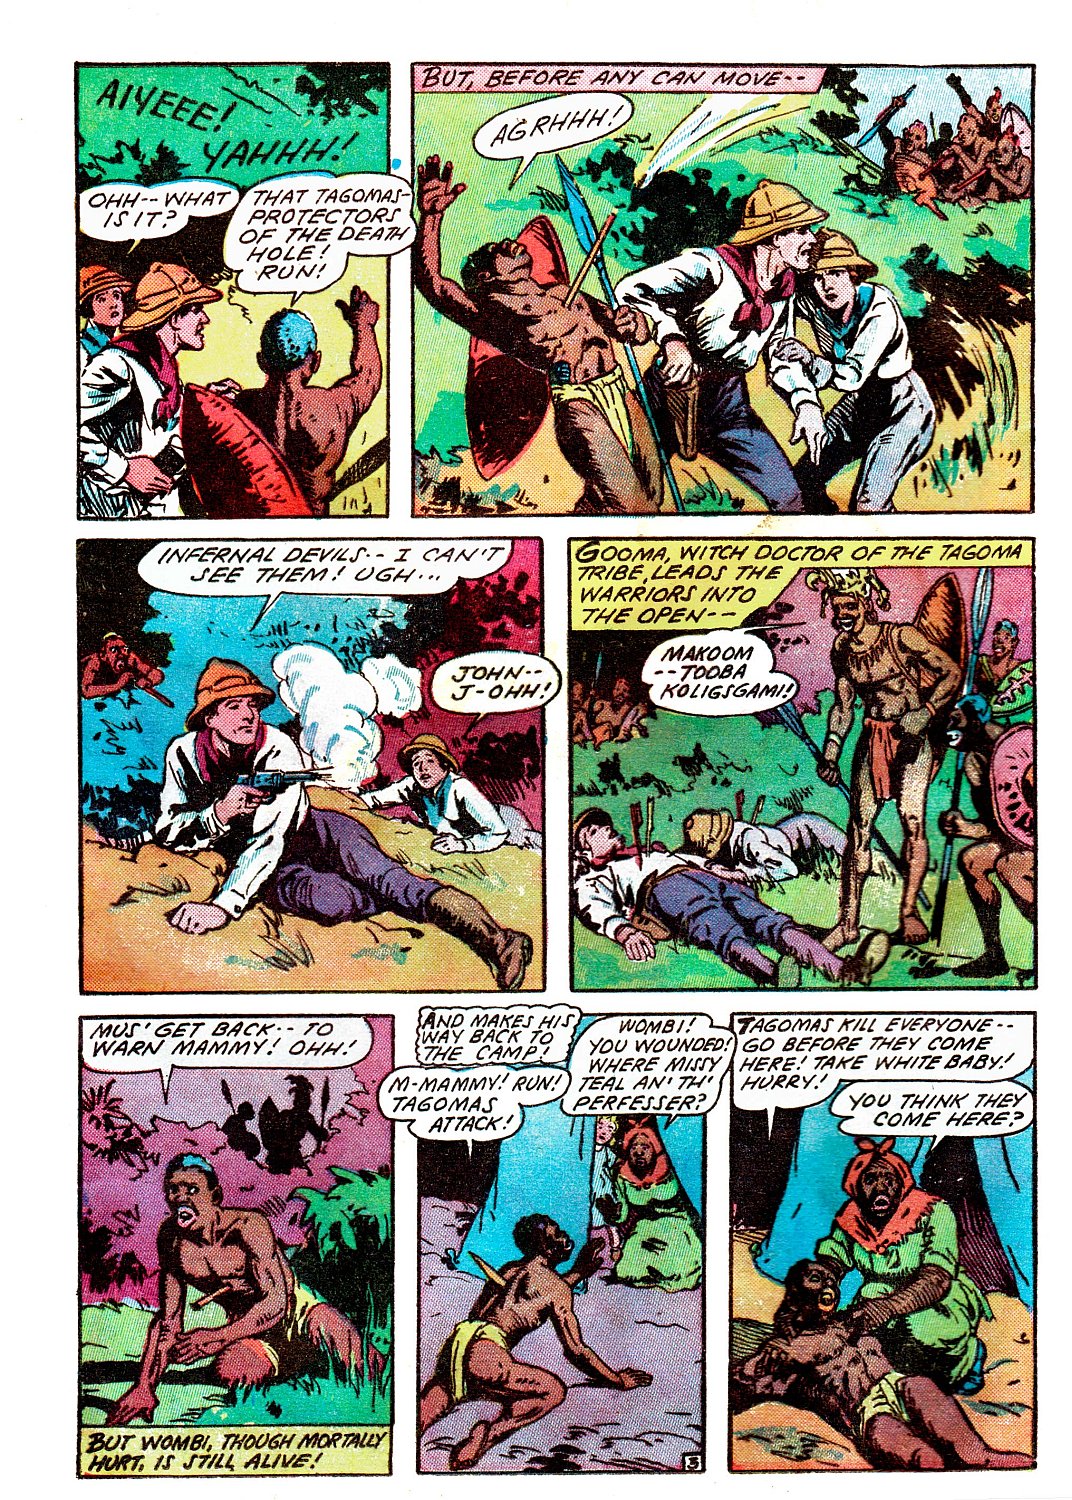 AIYEEE!
YAHHH!
OHH--WHAT
IS IT?
THAT TAGOMAS-
PROTECTORS
OF THE DEATH
HOLE!
RUN!
BUT, BEFORE ANY CAN MOVE--
AGRHHH!
INFERNAL DEVILS-- I CAN'T
SEE THEM! UGH...
JOHN--
J-OHH!
GOOMA, WITCH DOCTOR OF THE TAGOMA
TRIBE, LEADS THE
WARRIORS INTO
THE OPEN--
MAKOOM
--TOOBA
KOLIGSGAMI!
MUS' GET BACK-- TO
WARN MAMMY! OHH!
BUT WOMBI, THOUGH MORTALLY
HURT, IS STILL ALIVE!
AND MAKES HIS
WAY BACK TO
THE CAMP!
M-MAMMY! RUN!
TAGOMAS
ATTACK!
WOMBI!
YOU WOUNDED!
WHERE MISSY
TEAL AN' TH'
PERFESSER?
3
TAGOMAS KILL EVERYONE--
GO BEFORE THEY COME
HERE! TAKE WHITE BABY!
HURRY!
YOU THINK THEY
COME HERE?